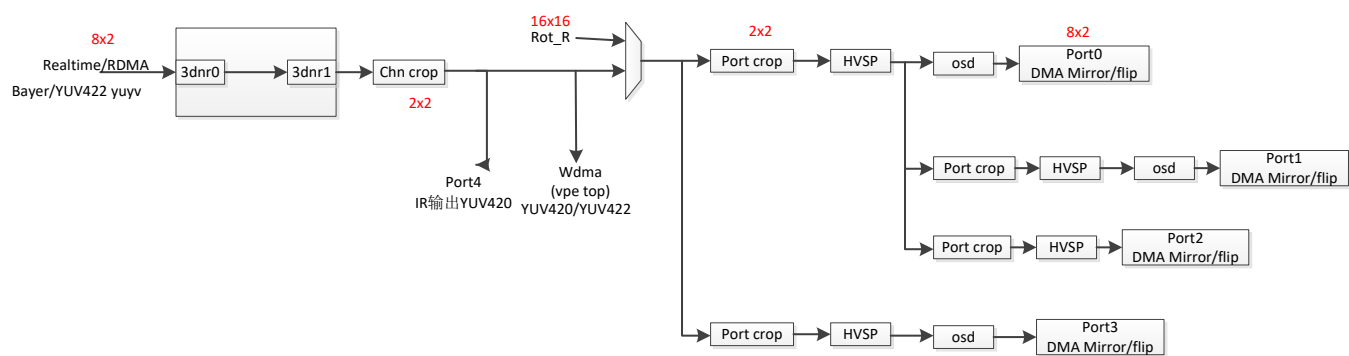 8x2
Realtime/RDMA
Bayer/YUV422 yuyv
3dnr0
3dnr1
Chn crop
2x2
Port4
IR输出YUV420
Wdma
(vpe top)
YUV420/YUV422
16x16
Rot_R
2x2
Port crop
HVSP
osd
8x2
Port0
DMA Mirror/flip
Port crop
HVSP
osd
Port1
DMA Mirror/flip
Port crop
HVSP
Port2
DMA Mirror/flip
Port crop
HVSP
osd
Port3
DMA Mirror/flip